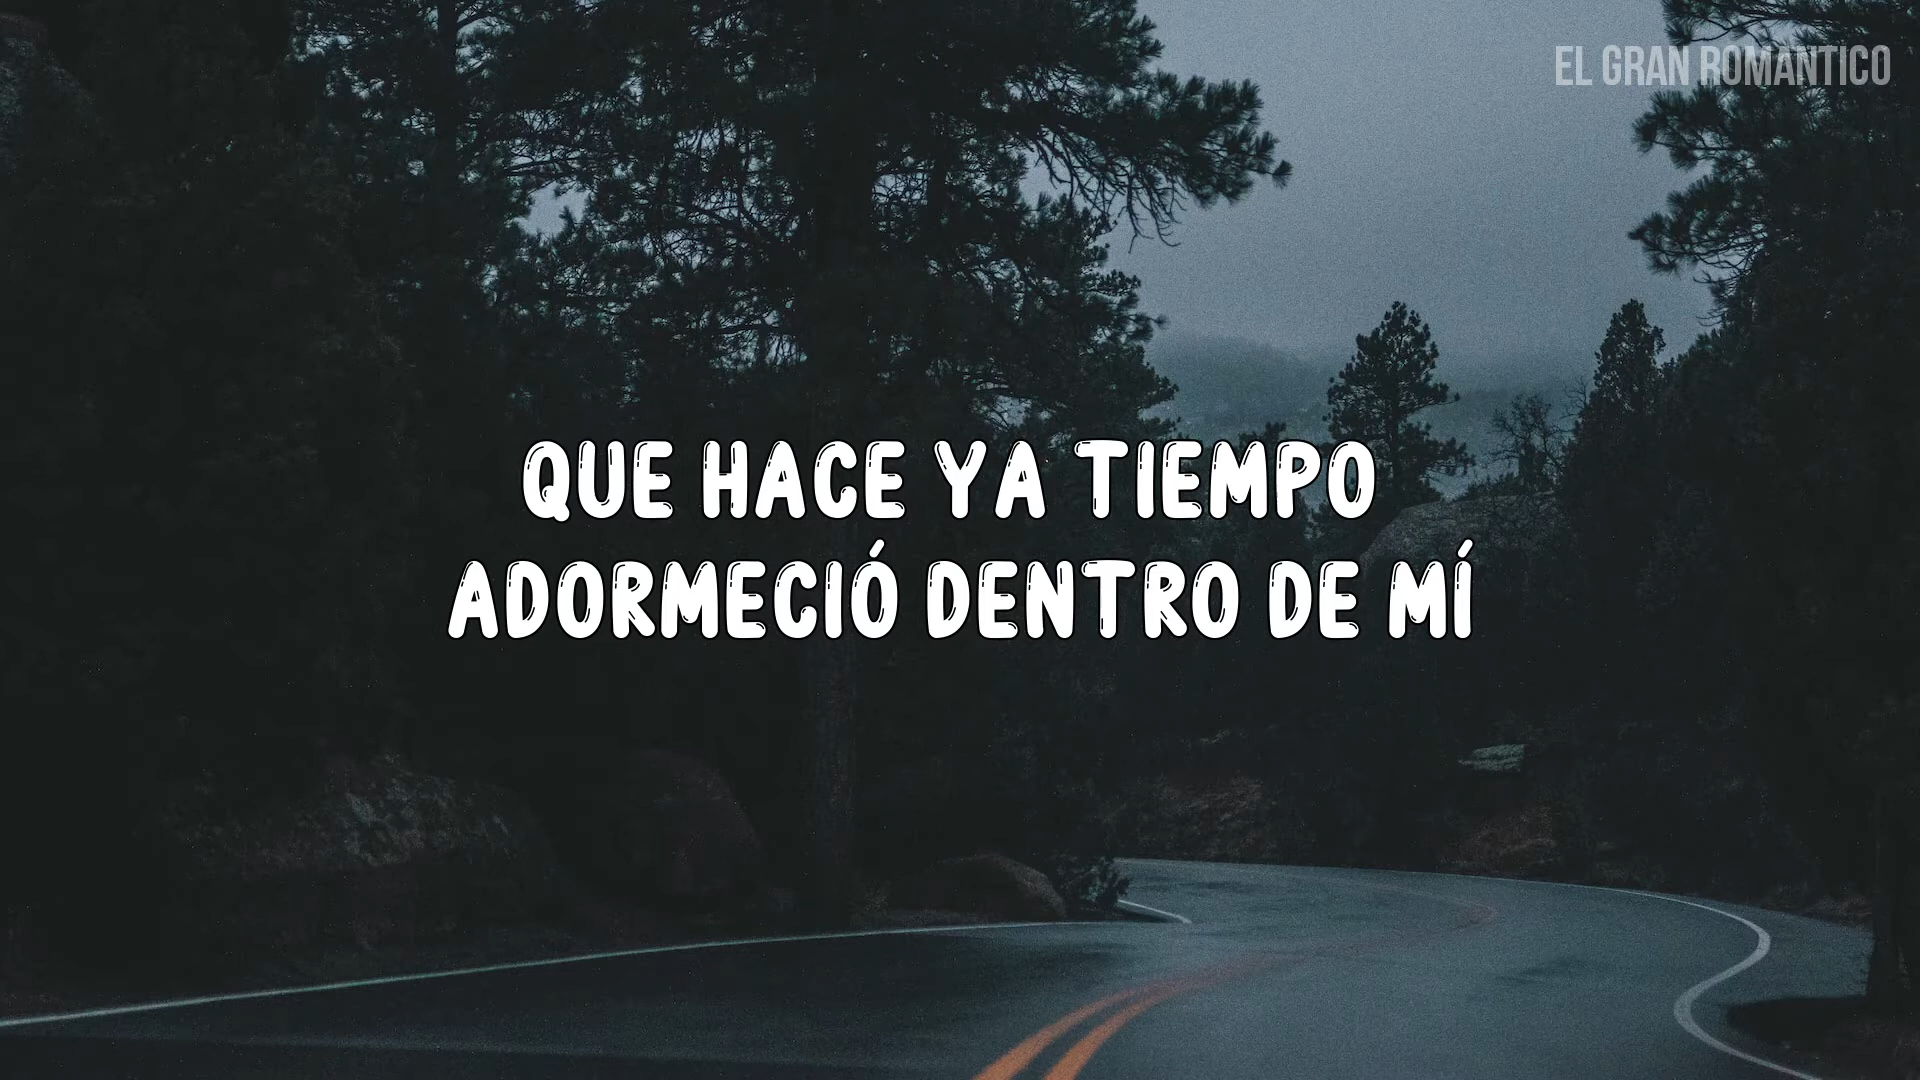 EL GRAN ROMANTICO
QUE HACE YA TIEMPO
ADORMECIÓ DENTRO DE MÍ